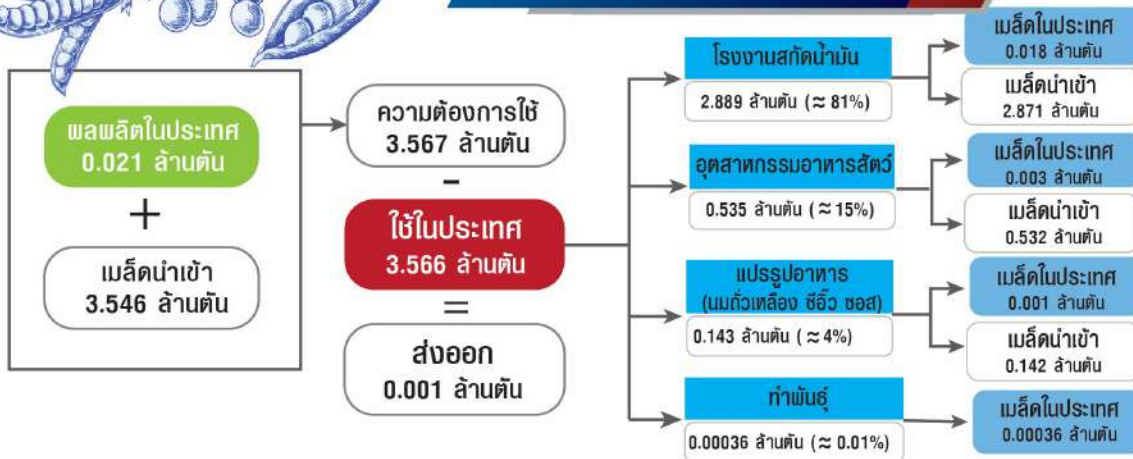 ผลผลิตในประเทศ
0.021 ล้านตัน
+
เมล็ดนำเข้า
3.546 ล้านตัน
ความต้องการใช้
3.567 ล้านตัน
-
ใช้ในประเทศ
3.566 ล้านตัน
=
ส่งออก
0.001 ล้านตัน
โรงงานสกัดน้ำมัน
2.889 ล้านตัน (≈ 81%)
เมล็ดในประเทศ
0.018 ล้านตัน
เมล็ดนำเข้า
2.871 ล้านตัน
อุตสาหกรรมอาหารสัตว์
0.535 ล้านตัน (≈ 15%)
เมล็ดในประเทศ
0.003 ล้านตัน
เมล็ดนำเข้า
0.532 ล้านตัน
แปรรูปอาหาร
(นมถั่วเหลือง ซีอิ๊ว ซอส)
0.143 ล้านตัน (≈ 4%)
เมล็ดในประเทศ
0.001 ล้านตัน
เมล็ดนำเข้า
0.142 ล้านตัน
ทำพันธุ์
0.00036 ล้านตัน (≈ 0.01%)
เมล็ดในประเทศ
0.00036 ล้านตัน